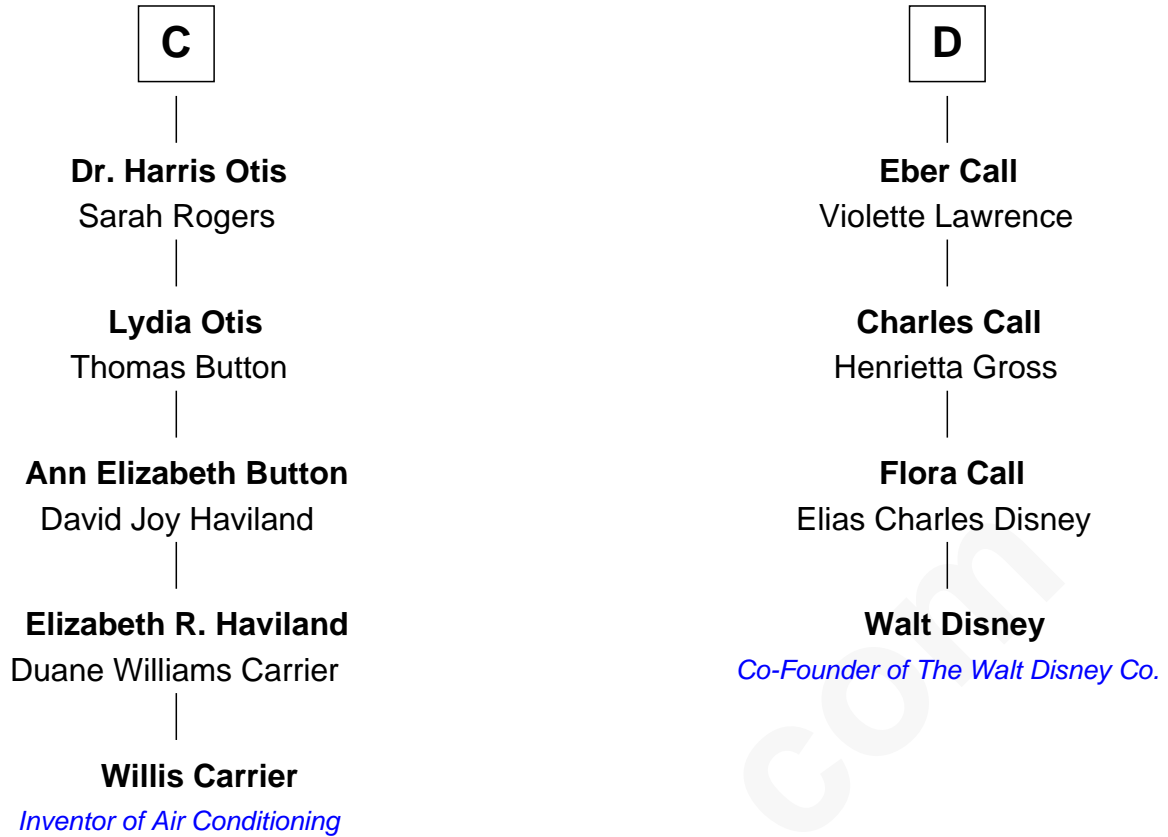 C
Dr. Harris Otis
Sarah Rogers
Lydia Otis
Thomas Button
Ann Elizabeth Button
David Joy Haviland
Elizabeth R. Haviland
Duane Williams Carrier
Willis Carrier
Inventor of Air Conditioning
D
Eber Call
Violette Lawrence
Charles Call
Henrietta Gross
Flora Call
Elias Charles Disney
Walt Disney
Co-Founder of The Walt Disney Co.
com